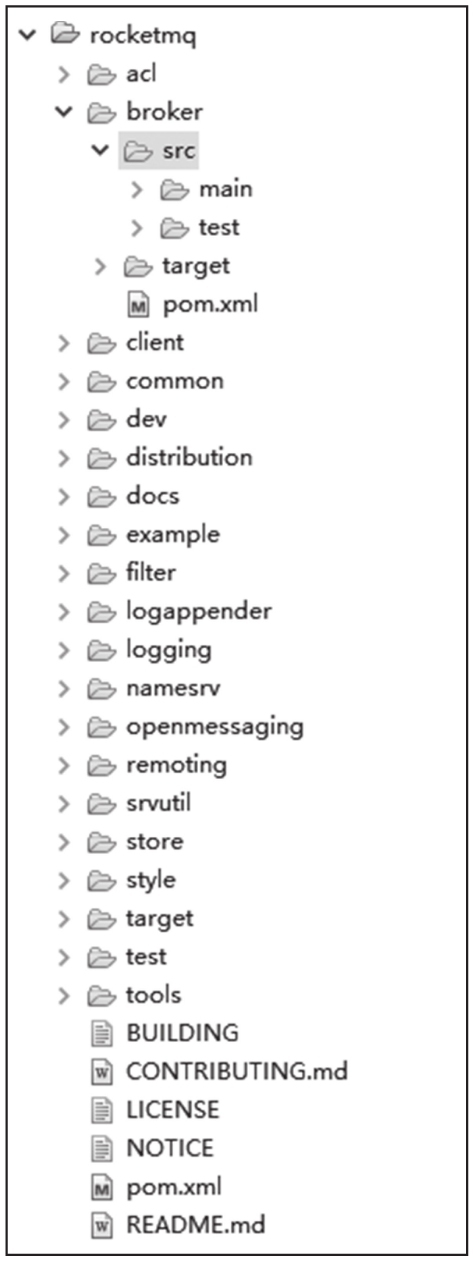 rocketmq
acl
broker
src
main
test
target
pom.xml
client
common
dev
distribution
docs
example
filter
logappender
logging
namesrv
openmessaging
remoting
srvutil
store
style
target
test
tools
BUILDING
CONTRIBUTING.md
LICENSE
NOTICE
pom.xml
README.md